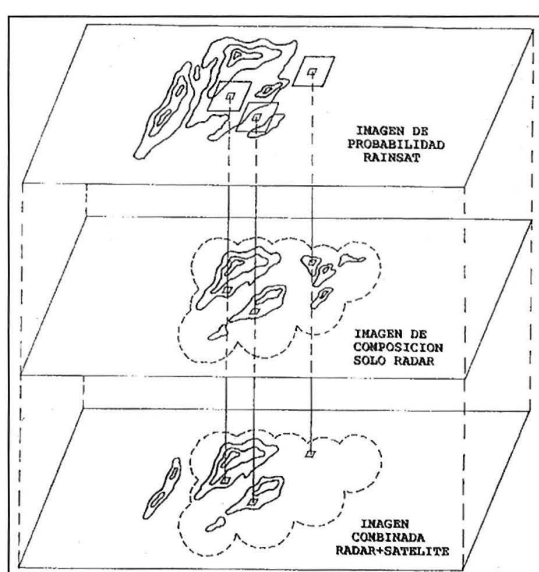 IMAGEN DE
PROBABILIDAD
RAINSAT
IMAGEN DE
COMPOSICION
SOLO RADAR
IMAGEN
COMBINADA
RADAR+SATELITE